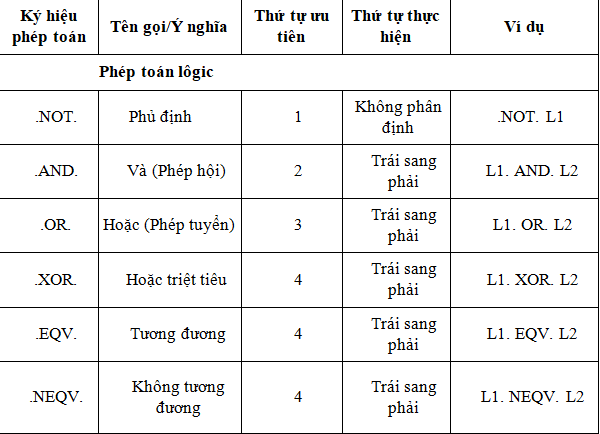 Ký hiệu phép toán
Tên gọi/Ý nghĩa
Thứ tự ưu tiên
Thứ tự thực hiện
Ví dụ
Phép toán lôgic
.NOT.
Phủ định
1
Không phân định
.NOT. L1
.AND.
Và (Phép hội)
2
Trái sang phải
L1. AND. L2
.OR.
Hoặc (Phép tuyển)
3
Trái sang phải
L1. OR. L2
.XOR.
Hoặc triệt tiêu
4
Trái sang phải
L1. XOR. L2
.EQV.
Tương đương
4
Trái sang phải
L1. EQV. L2
.NEQV.
Không tương đương
4
Trái sang phải
L1. NEQV. L2